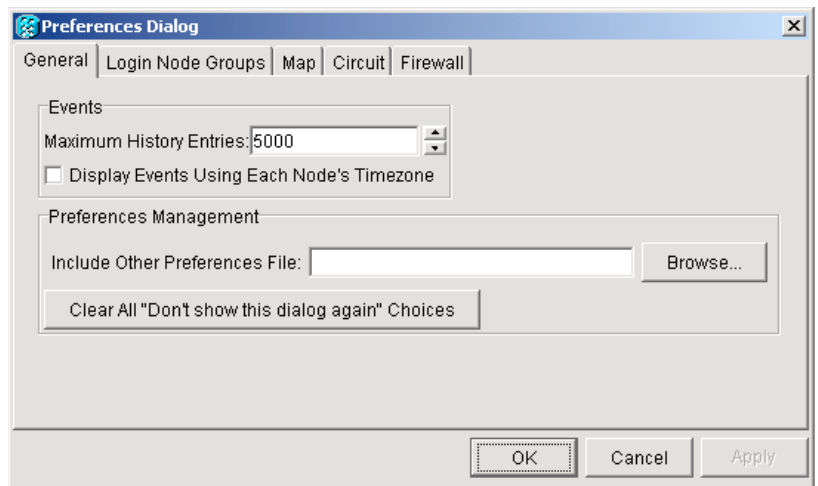 Preferences Dialog
General Login Node Groups Map Circuit Firewall
Events
Maximum History Entries: 5000
Display Events Using Each Node's Timezone
Preferences Management
Include Other Preferences File: Browse...
Clear All "Don't show this dialog again" Choices
OK Cancel Apply